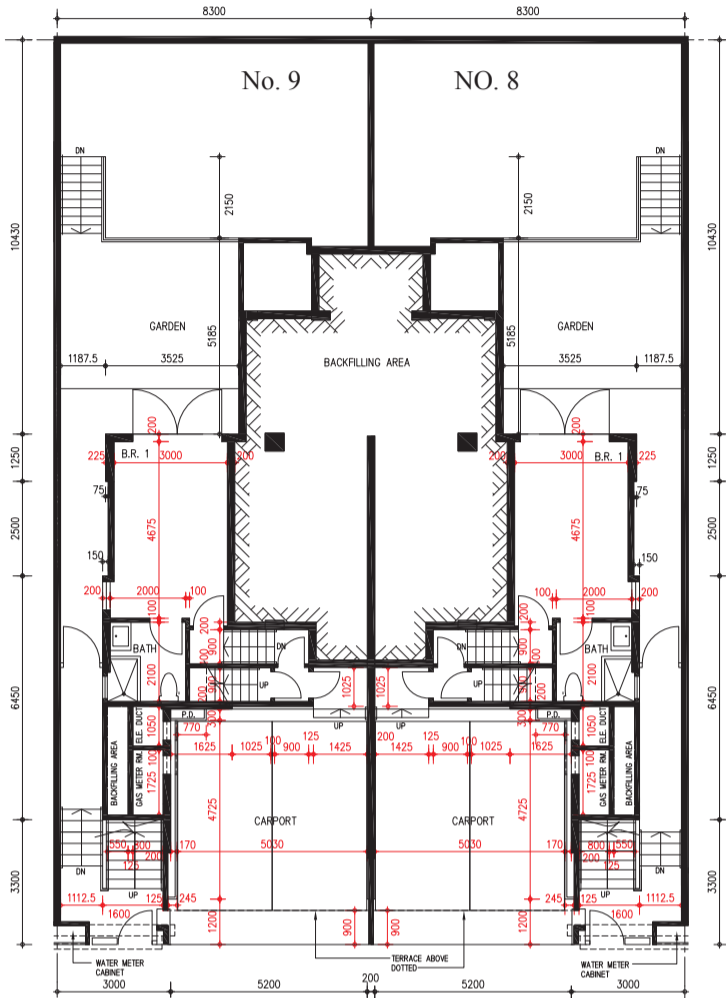 8300 8300
No. 9 NO. 8
DN DN
2150 2150
10430 10430
GARDEN GARDEN
5185 5185
BACKFILLING AREA
1187.5 3525 3525 1187.5
200 200
B.R. 1 B.R. 1
225 3000 200 200 3000 225
1250 1250
75 75
4675 4675
2500 2500
150 150
200 2000 100 100 2000 200
100 100
200 200
BATH BATH
900 DN DN 900
100 100
2100 2100
UP UP
900 900
200 200
1025 1025
6450 6450
P.D. P.D.
300 300
UP UP
ELE. DUCT ELE. DUCT
1050 1050
770 770
125 200 125
1625 1025 100 900 1425 1425 900 100 1025 1625
100 100
BACKFILLING AREA BACKFILLING AREA
GAS METER RM. GAS METER RM.
1725 1725
4725 4725
CARPORT CARPORT
550 800 170 5030 5030 170 800 550
125 200 200 125
DN DN
UP UP
3300 3300
1112.5 125 245 245 125 1112.5
1600 1600
1200 900 900 1200
TERRACE ABOVE
DOTTED
WATER METER
CABINET
WATER METER
CABINET
3000 5200 200 5200 3000